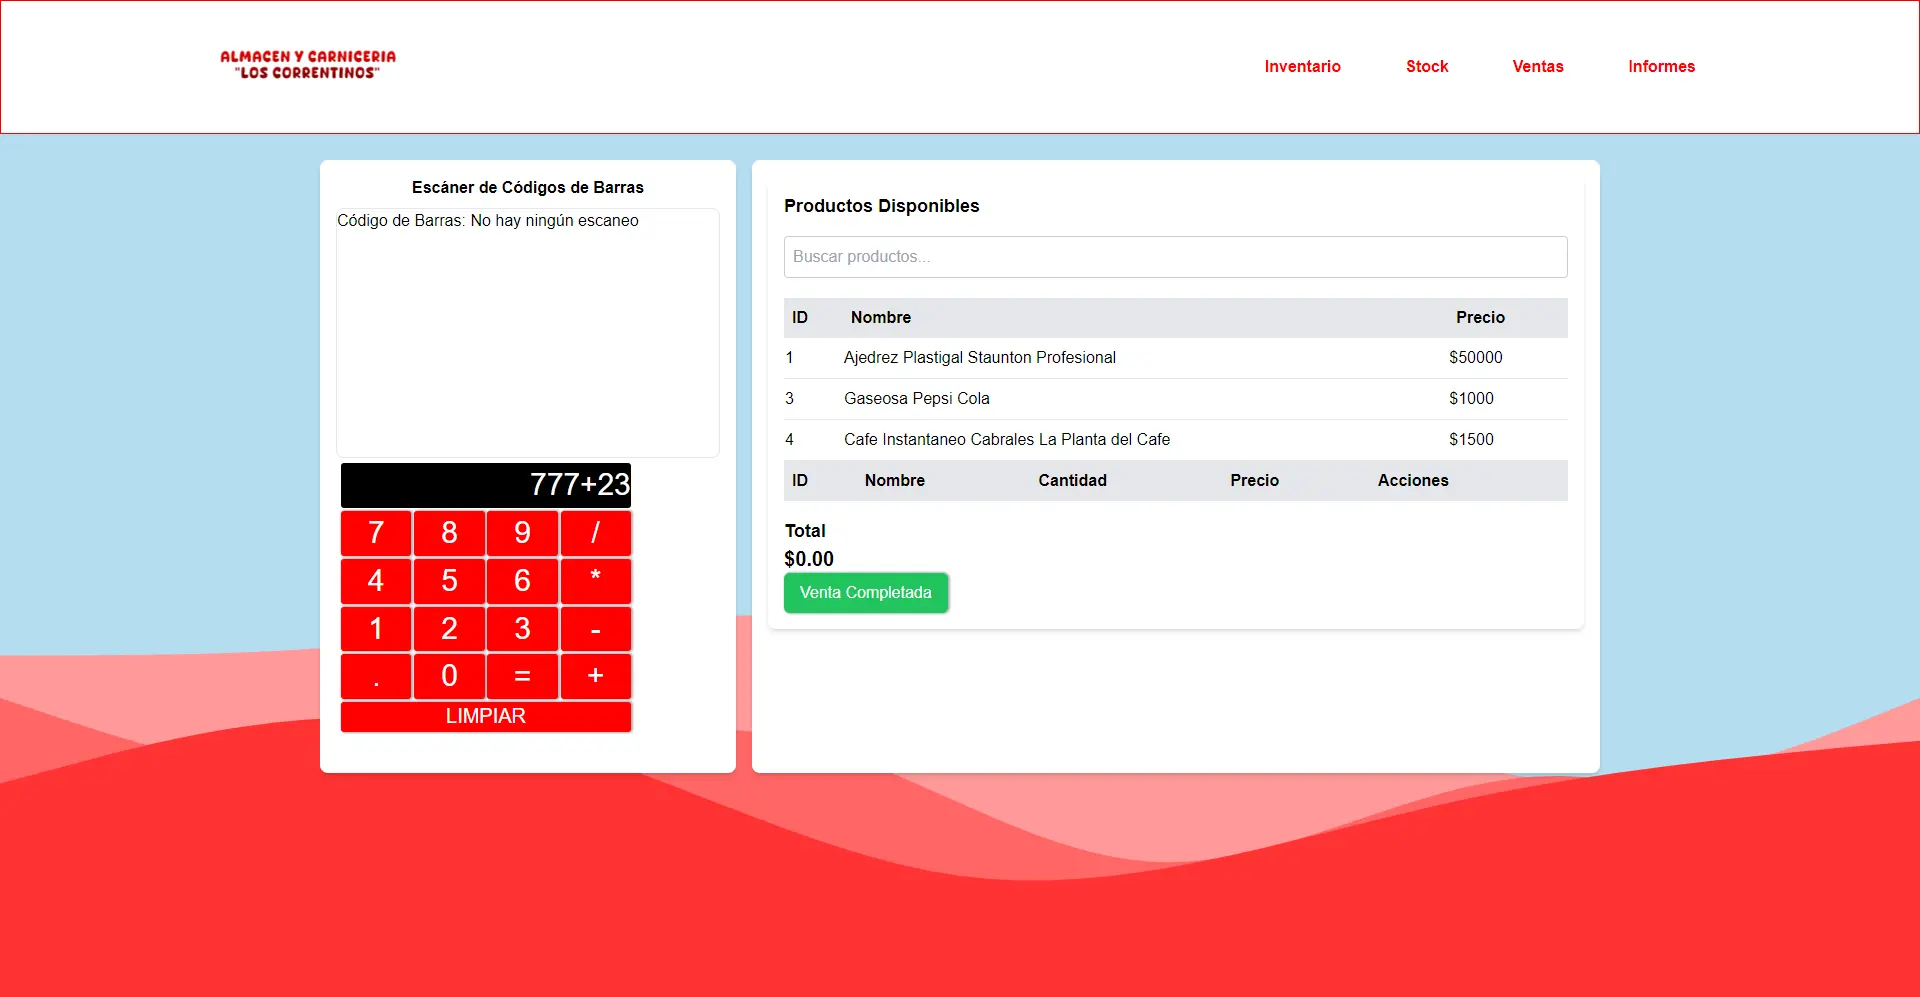 ALMACEN Y CARNICERIA
"LOS CORRENTINOS"
Inventario Stock Ventas Informes
Escáner de Códigos de Barras
Código de Barras: No hay ningún escaneo
777+23
7 8 9 /
4 5 6 *
1 2 3 -
. 0 = +
LIMPIAR
Productos Disponibles
Buscar productos...
ID Nombre Precio
1 Ajedrez Plastigal Staunton Profesional $50000
3 Gaseosa Pepsi Cola $1000
4 Cafe Instantaneo Cabrales La Planta del Cafe $1500
ID Nombre Cantidad Precio Acciones
Total
$0.00
Venta Completada